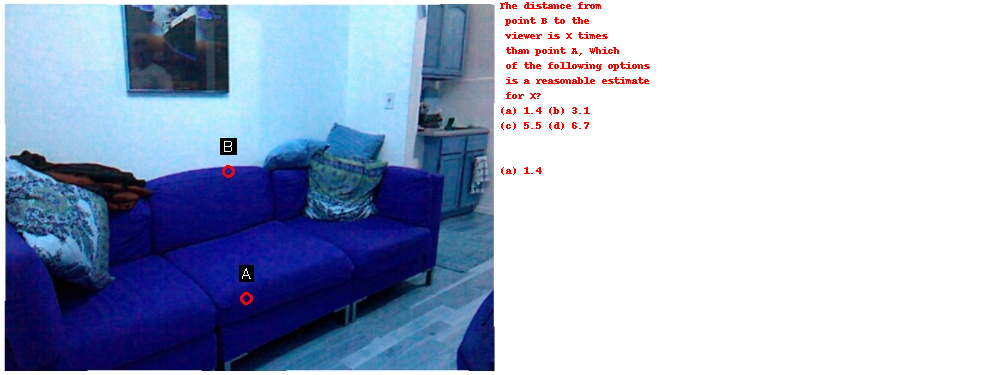 B
A
The distance from
point B to the
viewer is X times
than point A, Which
of the following options
is a reasonable estimate
for X?
(a) 1.4 (b) 3.1
(c) 5.5 (d) 6.7
(a) 1.4